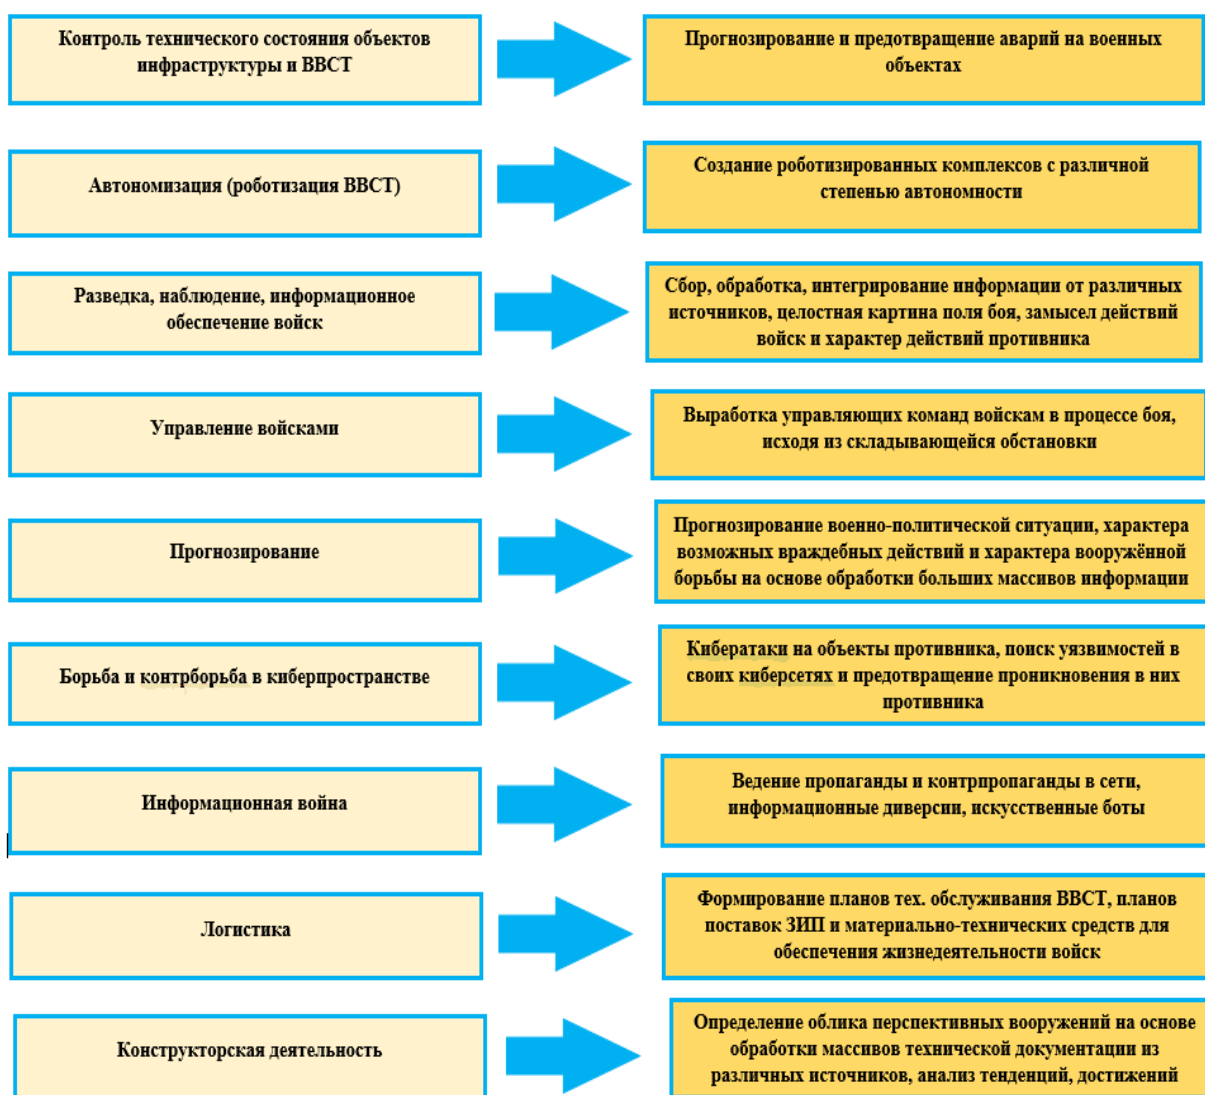 Контроль технического состояния объектов
инфраструктуры и ВВСТ
Прогнозирование и предотвращение аварий на военных
объектах
Автономизация (роботизация ВВСТ)
Создание роботизированных комплексов с различной
степенью автономности
Разведка, наблюдение, информационное
обеспечение войск
Сбор, обработка, интегрирование информации от различных
источников, целостная картина поля боя, замысел действий
войск и характер действий противника
Управление войсками
Выработка управляющих команд войскам в процессе боя,
исходя из складывающейся обстановки
Прогнозирование
Прогнозирование военно-политической ситуации, характера
возможных враждебных действий и характера вооружённой
борьбы на основе обработки больших массивов информации
Борьба и контрборьба в киберпространстве
Кибератаки на объекты противника, поиск уязвимостей в
своих киберсетях и предотвращение проникновения в них
противника
Информационная война
Ведение пропаганды и контрпропаганды в сети,
информационные диверсии, искусственные боты
Логистика
Формирование планов тех. обслуживания ВВСТ, планов
поставок ЗИП и материально-технических средств для
обеспечения жизнедеятельности войск
Конструкторская деятельность
Определение облика перспективных вооружений на основе
обработки массивов технической документации из
различных источников, анализ тенденций, достижений